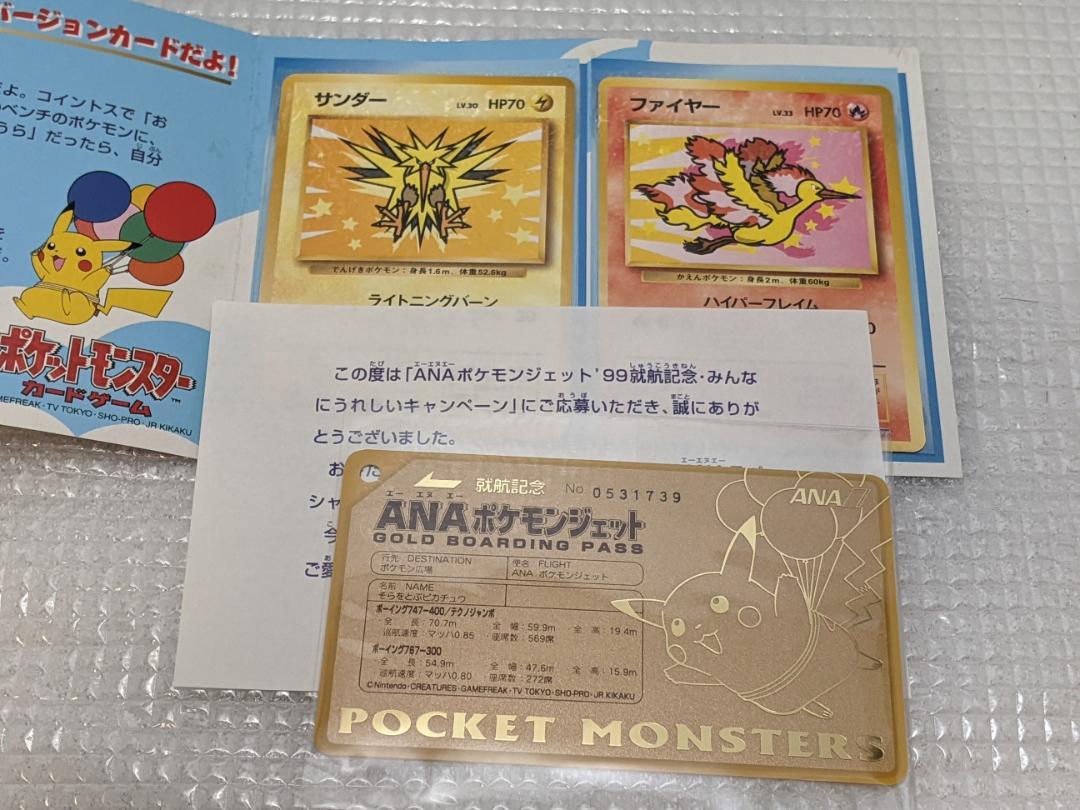 バージョンカードだよ!
だよ。コイントスで「お
ベンチのポケモンに、
うら」だったら、自分
ポケットモンスター
カードゲーム
GAMEFREAK・TV TOKYO・SHO-PRO・JR KIKAKU
サンダー LV.30 HP70
でんげきポケモン：身長1.6m、体重52.6kg
ライトニングバーン
ファイヤー LV.33 HP70
かえんポケモン：身長2m、体重60kg
ハイパーフレイム
この度は「ANAポケモンジェット'99就航記念・みんな
にうれしいキャンペーン」にご応募いただき、誠にありが
とうございました。
シャ
今
ご愛
就航記念 No. 0531739
ANA
ANAポケモンジェット
GOLD BOARDING PASS
行先 DESTINATION
ポケモン広場
便名 FLIGHT
ANA ポケモンジェット
名前 NAME
そらをとぶピカチュウ
ボーイング747-400/テクノジャンボ
・全 長：70.7m ・全 幅：59.9m ・全 高：19.4m
・巡航速度：マッハ0.85 ・座席数：569席
ボーイング767-300
・全 長：54.9m ・全 幅：47.6m ・全 高：15.9m
・巡航速度：マッハ0.80 ・座席数：272席
©Nintendo・CREATURES・GAMEFREAK・TV TOKYO・SHO-PRO・JR KIKAKU
POCKET MONSTERS